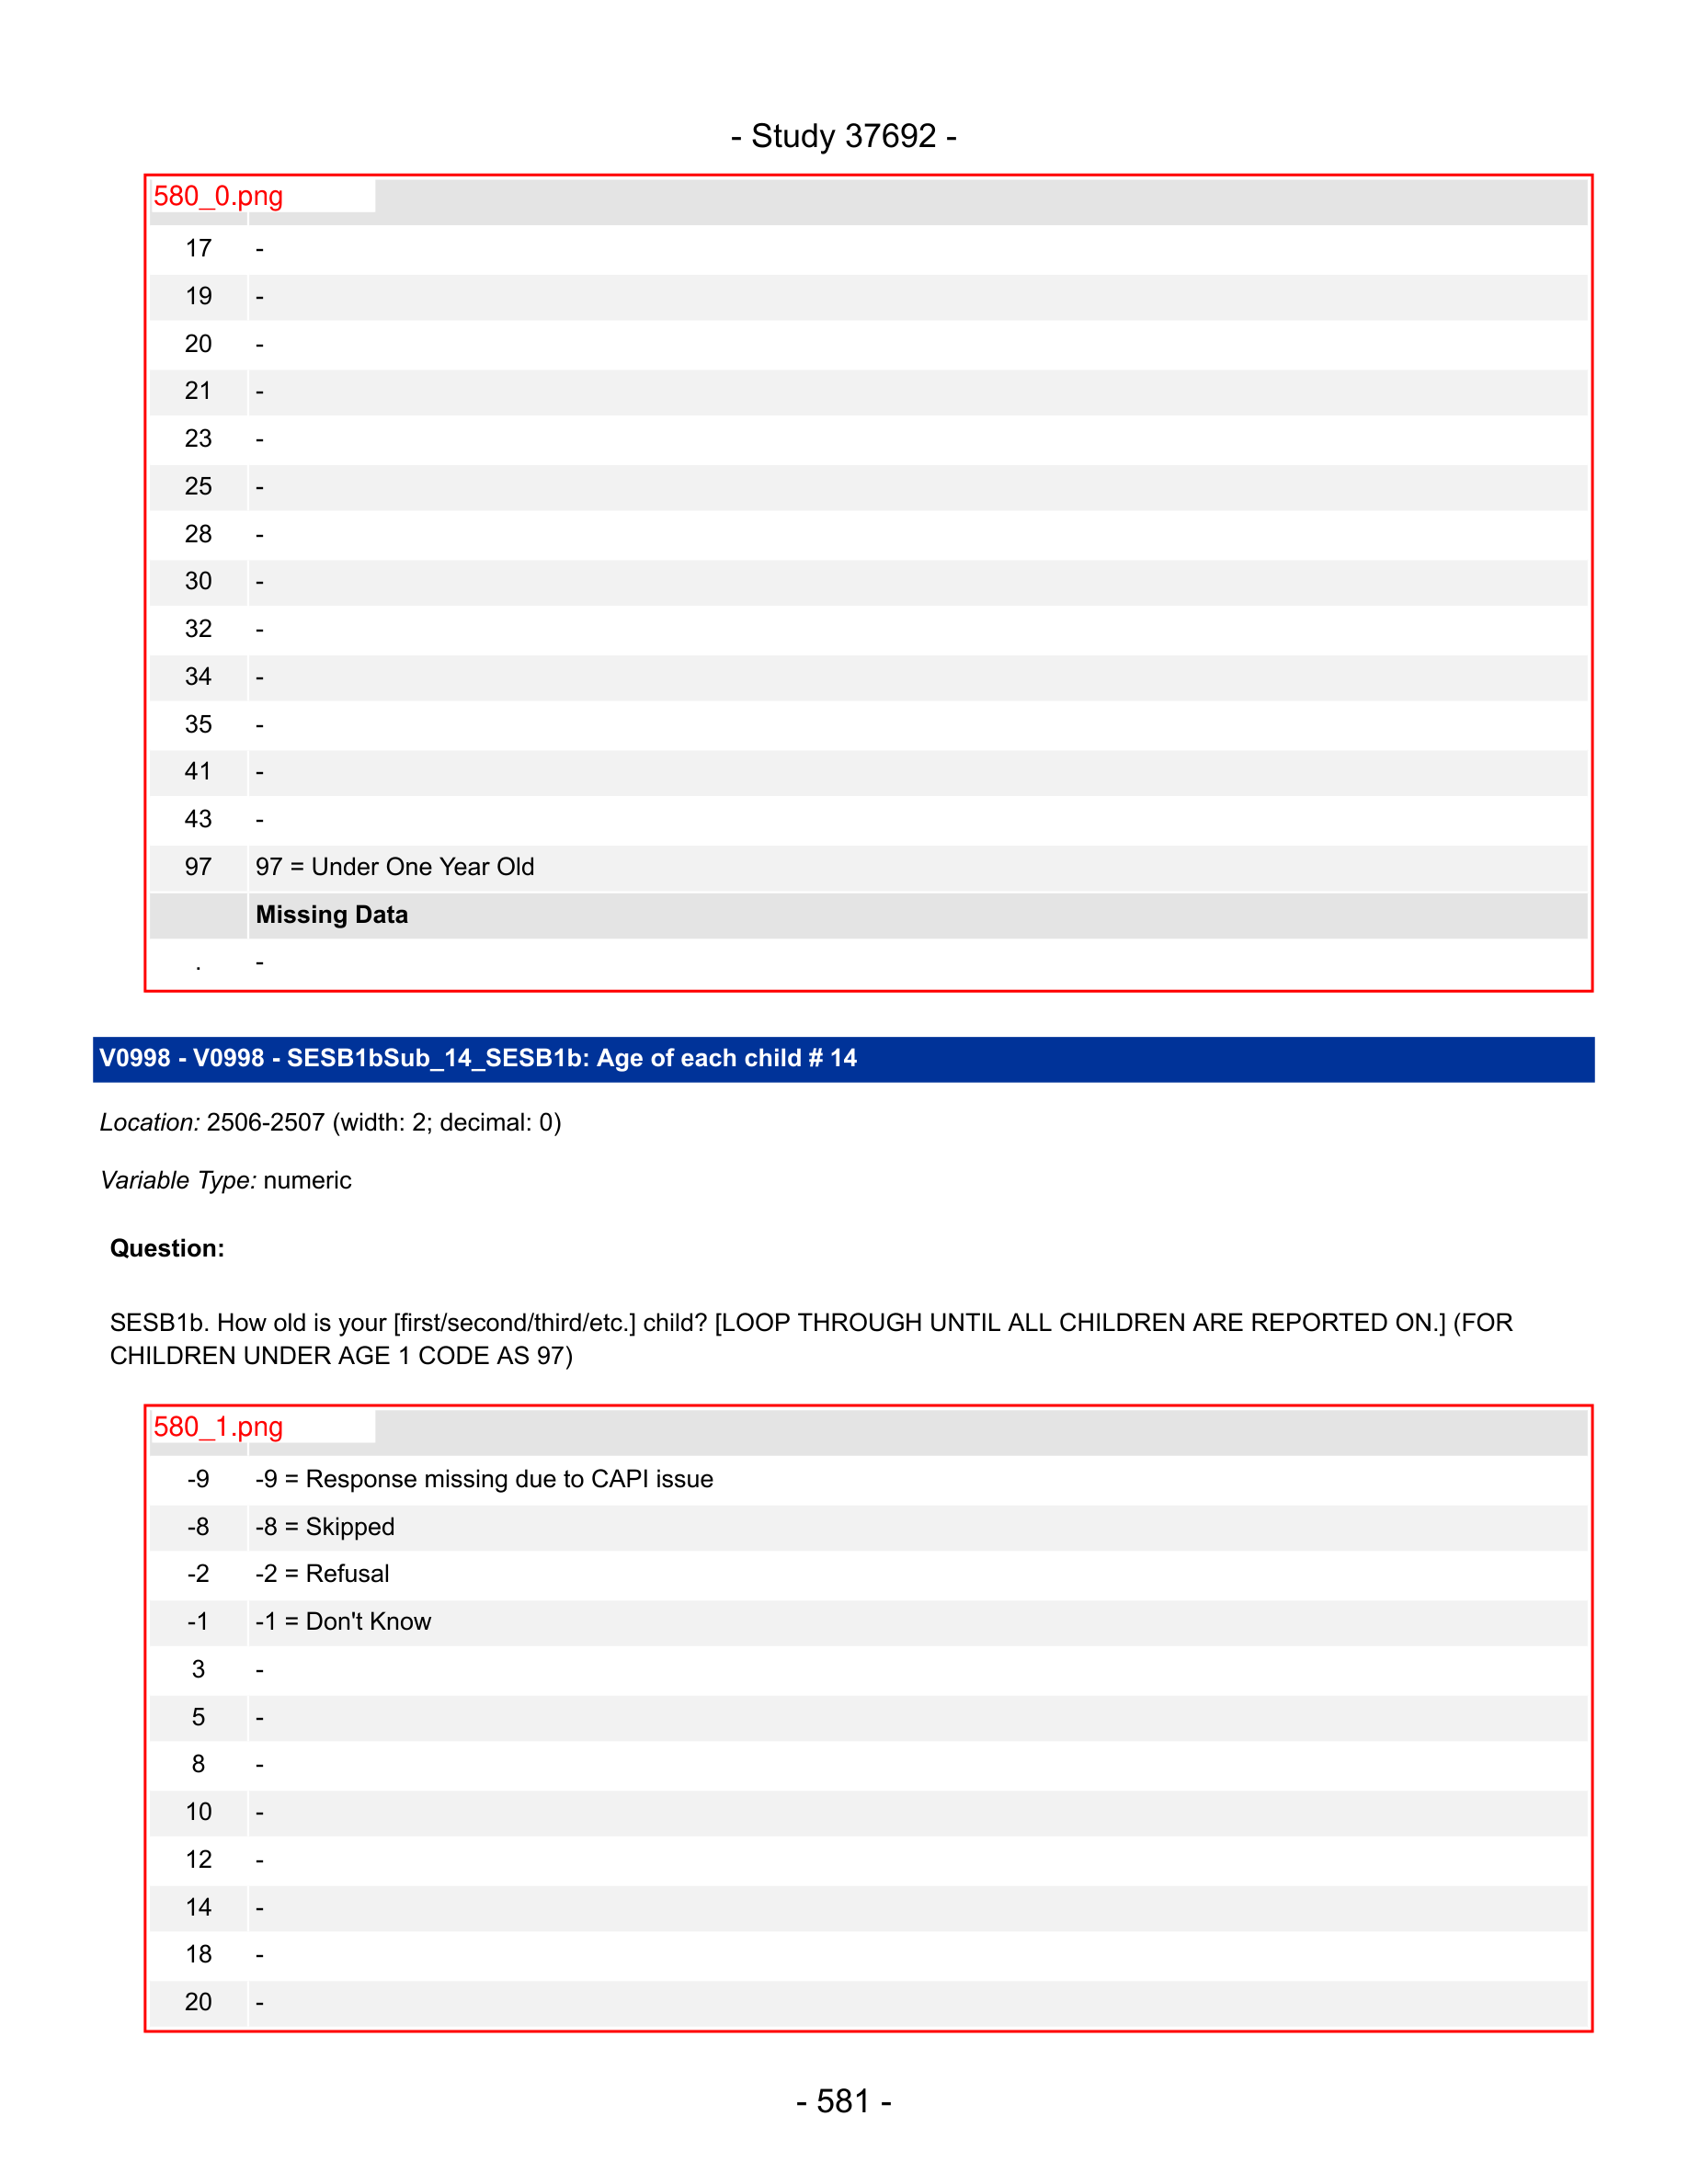 - Study 37692 -
580_0.png
17 -
19 -
20 -
21 -
23 -
25 -
28 -
30 -
32 -
34 -
35 -
41 -
43 -
97 97 = Under One Year Old
Missing Data
. -
V0998 - V0998 - SESB1bSub_14_SESB1b: Age of each child # 14
Location: 2506-2507 (width: 2; decimal: 0)
Variable Type: numeric
Question:
SESB1b. How old is your [first/second/third/etc.] child? [LOOP THROUGH UNTIL ALL CHILDREN ARE REPORTED ON.] (FOR
CHILDREN UNDER AGE 1 CODE AS 97)
580_1.png
-9 -9 = Response missing due to CAPI issue
-8 -8 = Skipped
-2 -2 = Refusal
-1 -1 = Don't Know
3 -
5 -
8 -
10 -
12 -
14 -
18 -
20 -
- 581 -